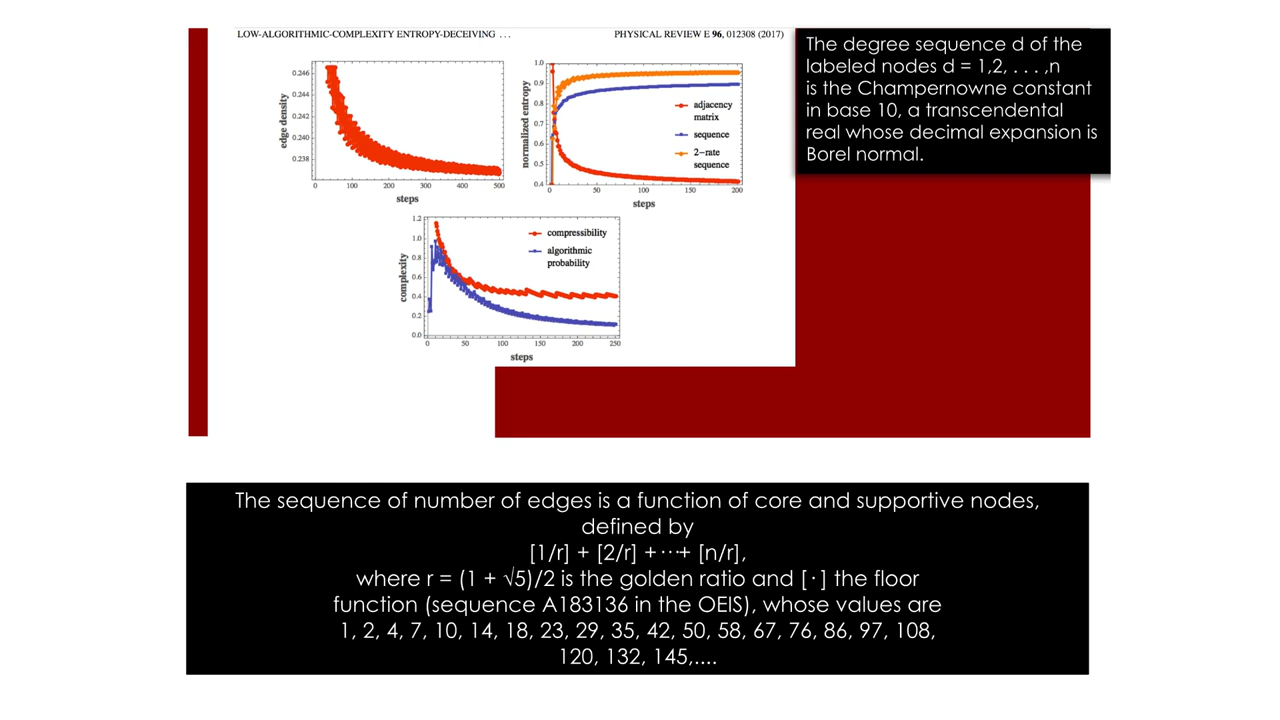 LOW-ALGORITHMIC-COMPLEXITY ENTROPY-DECEIVING ...
PHYSICAL REVIEW E 96, 012308 (2017)
0.246
0.244
0.242
0.240
0.238
edge density
0
100
200
300
400
500
steps
1.0
0.9
0.8
0.7
0.6
0.5
0.4
normalized entropy
adjacency
matrix
sequence
2-rate
sequence
0
50
100
150
200
steps
1.2
1.0
0.8
0.6
0.4
0.2
0.0
complexity
compressibility
algorithmic
probability
0
50
100
150
200
250
steps
The degree sequence d of the
labeled nodes d = 1,2, . . . ,n
is the Champernowne constant
in base 10, a transcendental
real whose decimal expansion is
Borel normal.
The sequence of number of edges is a function of core and supportive nodes,
defined by
[1/r] + [2/r] +···+ [n/r],
where r = (1 + √5)/2 is the golden ratio and [·] the floor
function (sequence A183136 in the OEIS), whose values are
1, 2, 4, 7, 10, 14, 18, 23, 29, 35, 42, 50, 58, 67, 76, 86, 97, 108,
120, 132, 145,....